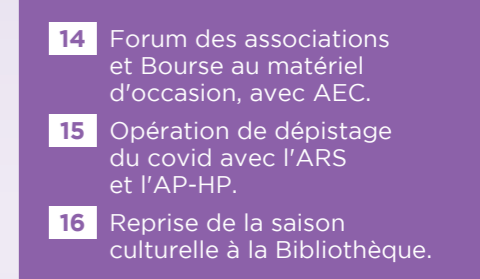 14 Forum des associations
et Bourse au matériel
d'occasion, avec AEC.
15 Opération de dépistage
du covid avec l'ARS
et l'AP-HP.
16 Reprise de la saison
culturelle à la Bibliothèque.